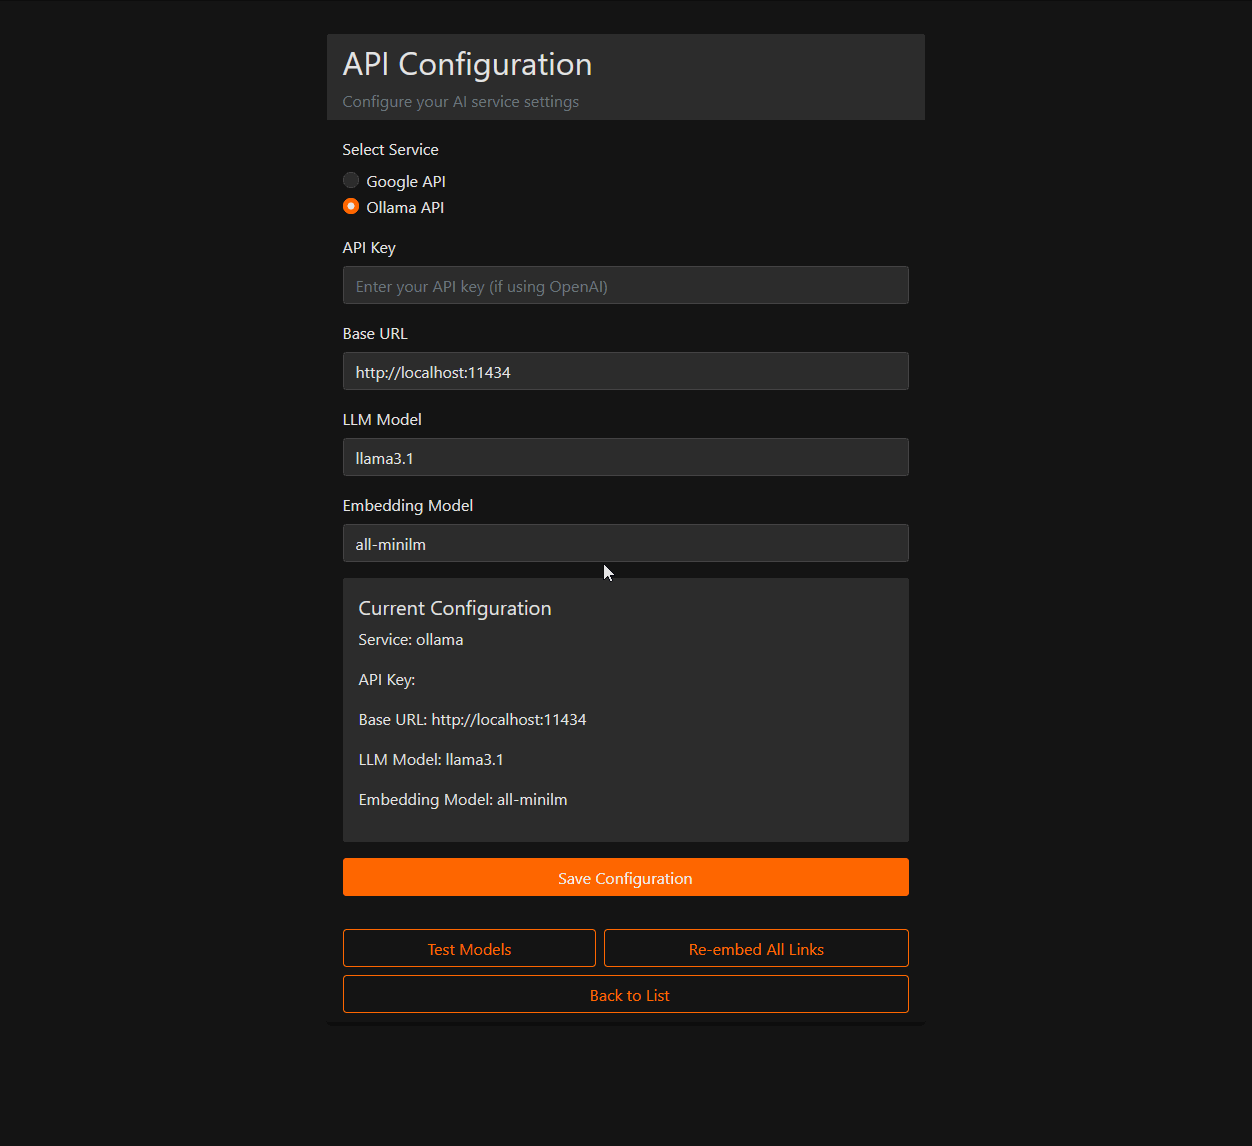 API Configuration
Configure your AI service settings
Select Service
Google API
Ollama API
API Key
Enter your API key (if using OpenAI)
Base URL
http://localhost:11434
LLM Model
llama3.1
Embedding Model
all-minilm
Current Configuration
Service: ollama
API Key:
Base URL: http://localhost:11434
LLM Model: llama3.1
Embedding Model: all-minilm
Save Configuration
Test Models
Re-embed All Links
Back to List